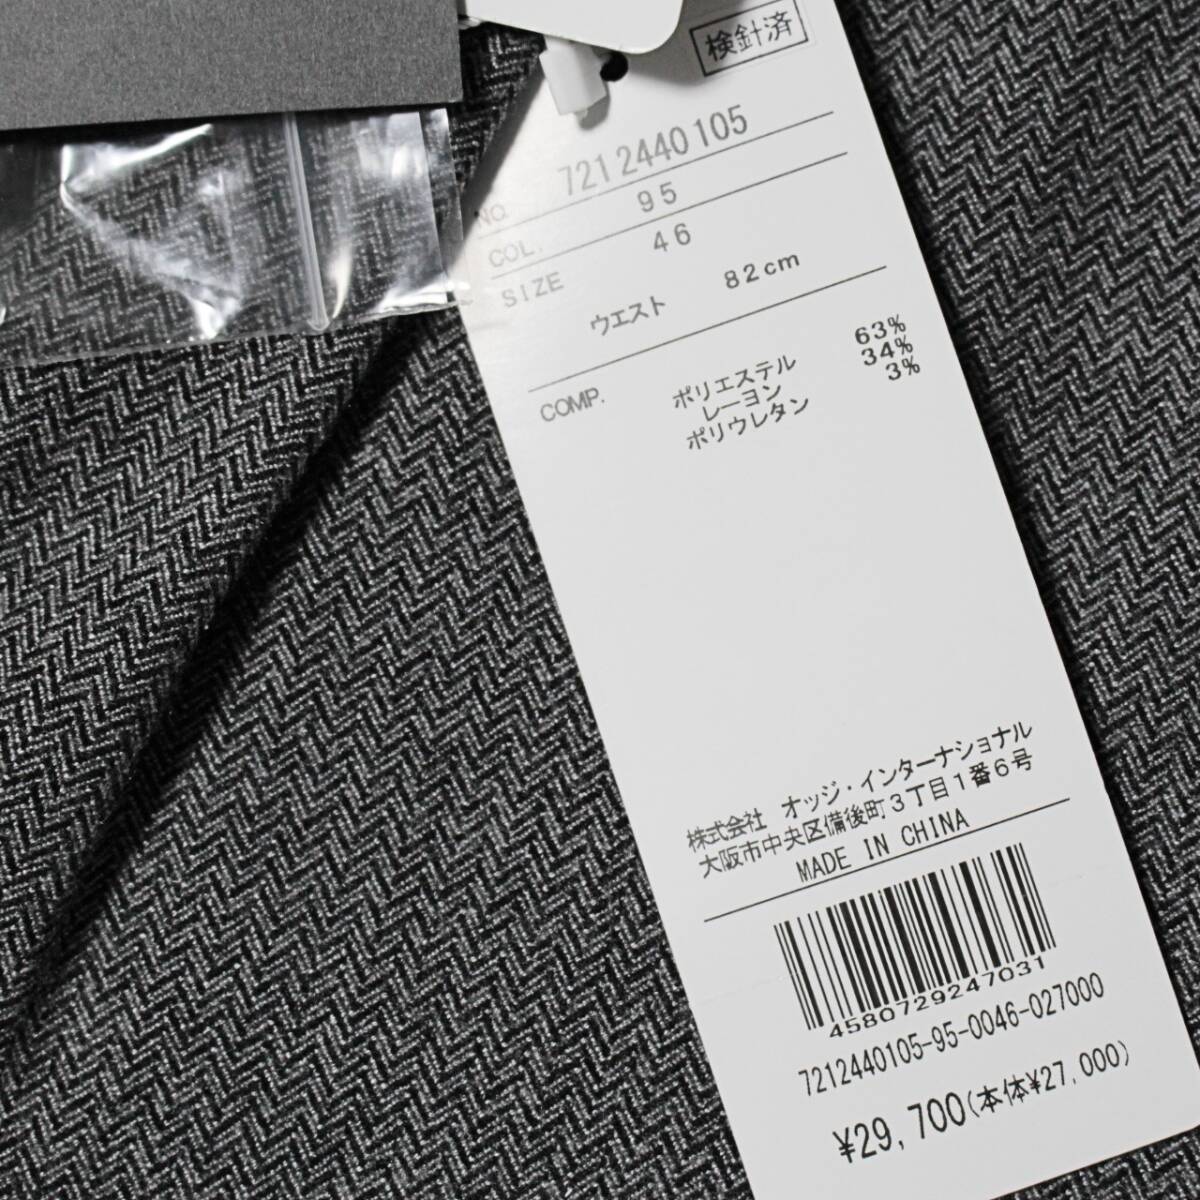 検針済
NO. 7212440105
COL. 95
SIZE 46
ウエスト 82cm
COMP. ポリエステル 63%
レーヨン 34%
ポリウレタン 3%
株式会社 オッジ・インターナショナル
大阪市中央区備後町3丁目1番6号
MADE IN CHINA
4580729247031
7212440105-95-0046-027000
¥29,700(本体¥27,000)